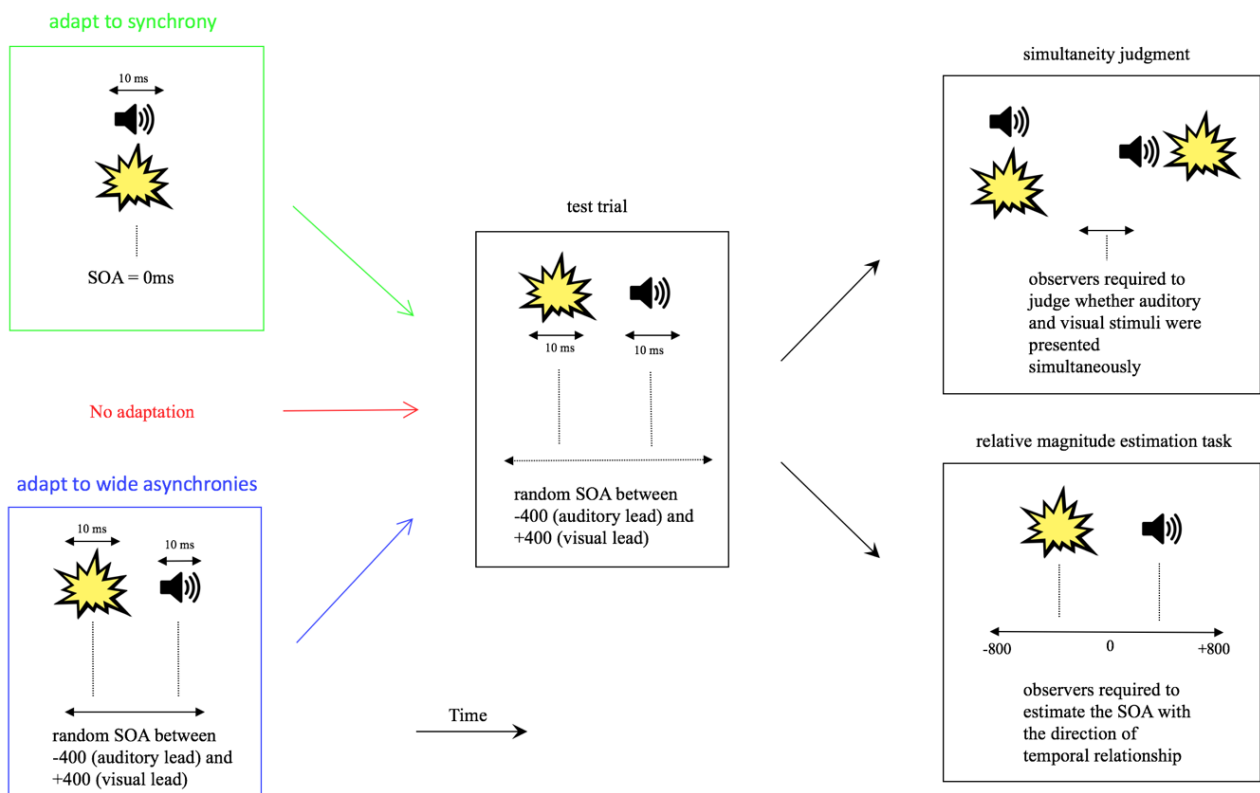 adapt to synchrony
10 ms
SOA = 0ms
No adaptation
adapt to wide asynchronies
10 ms
10 ms
random SOA between
-400 (auditory lead) and
+400 (visual lead)
test trial
10 ms
10 ms
random SOA between
-400 (auditory lead) and
+400 (visual lead)
Time
simultaneity judgment
observers required to
judge whether auditory
and visual stimuli were
presented
simultaneously
relative magnitude estimation task
-800
0
+800
observers required to
estimate the SOA with
the direction of
temporal relationship